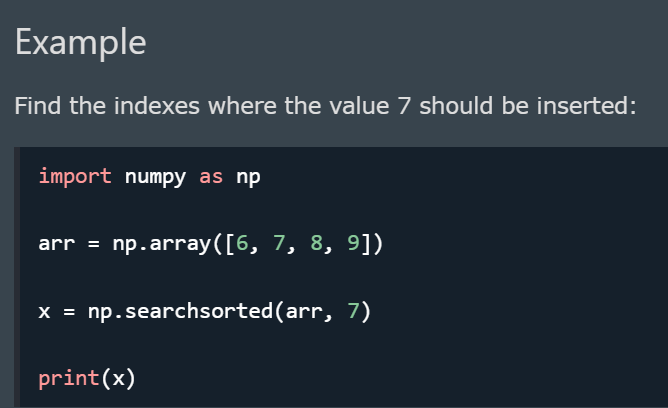 Example
Find the indexes where the value 7 should be inserted:
import numpy as np
arr = np.array([6, 7, 8, 9])
x = np.searchsorted(arr, 7)
print(x)